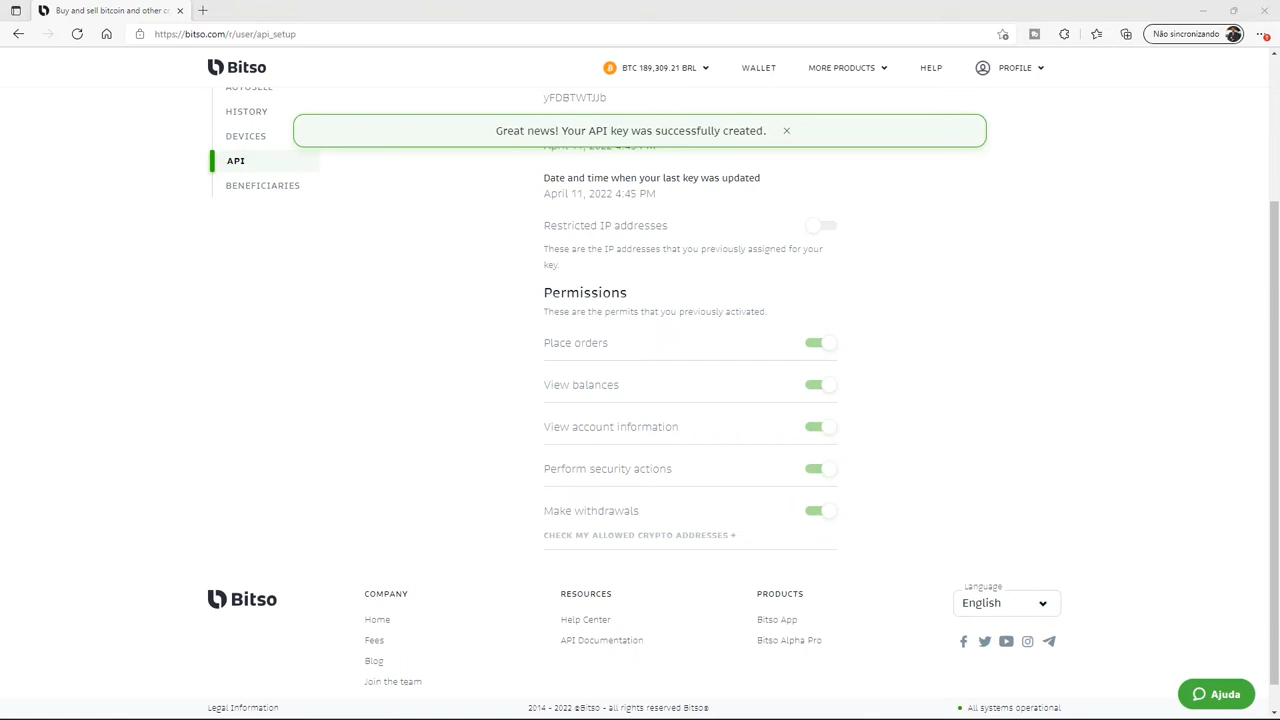 Buy and sell bitcoin and other cr
https://bitso.com/r/user/api_setup
Não sincronizando
Bitso
BTC 189,309.21 BRL
WALLET
MORE PRODUCTS
HELP
PROFILE
AUTOSELL
HISTORY
DEVICES
API
BENEFICIARIES
yFDBTWTJJb
Great news! Your API key was successfully created.
April 11, 2022 4:45 PM
Date and time when your last key was updated
April 11, 2022 4:45 PM
Restricted IP addresses
These are the IP addresses that you previously assigned for your
key.
Permissions
These are the permits that you previously activated.
Place orders
View balances
View account information
Perform security actions
Make withdrawals
CHECK MY ALLOWED CRYPTO ADDRESSES +
Bitso
COMPANY
Home
Fees
Blog
Join the team
RESOURCES
Help Center
API Documentation
PRODUCTS
Bitso App
Bitso Alpha Pro
Language
English
Ajuda
Legal Information
2014 - 2022 ©Bitso - all rights reserved Bitso®
All systems operational